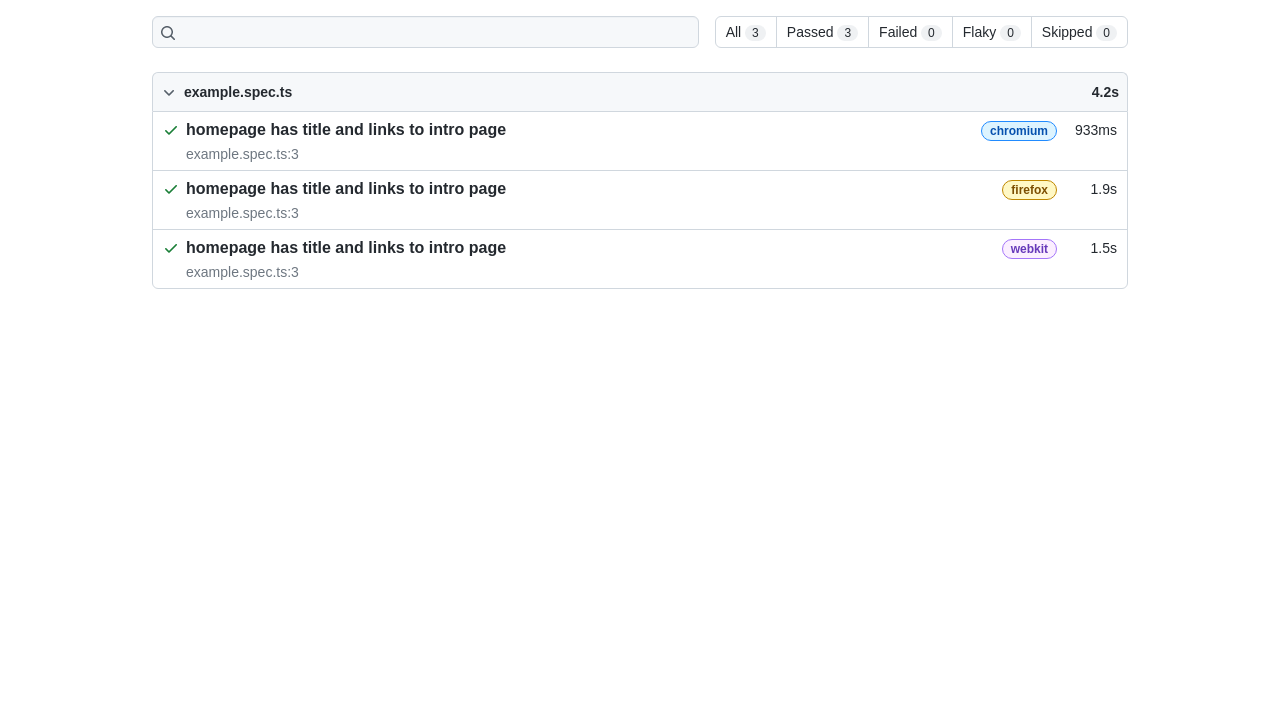 All 3 Passed 3 Failed 0 Flaky 0 Skipped 0
example.spec.ts 4.2s
homepage has title and links to intro page chromium 933ms
example.spec.ts:3
homepage has title and links to intro page firefox 1.9s
example.spec.ts:3
homepage has title and links to intro page webkit 1.5s
example.spec.ts:3